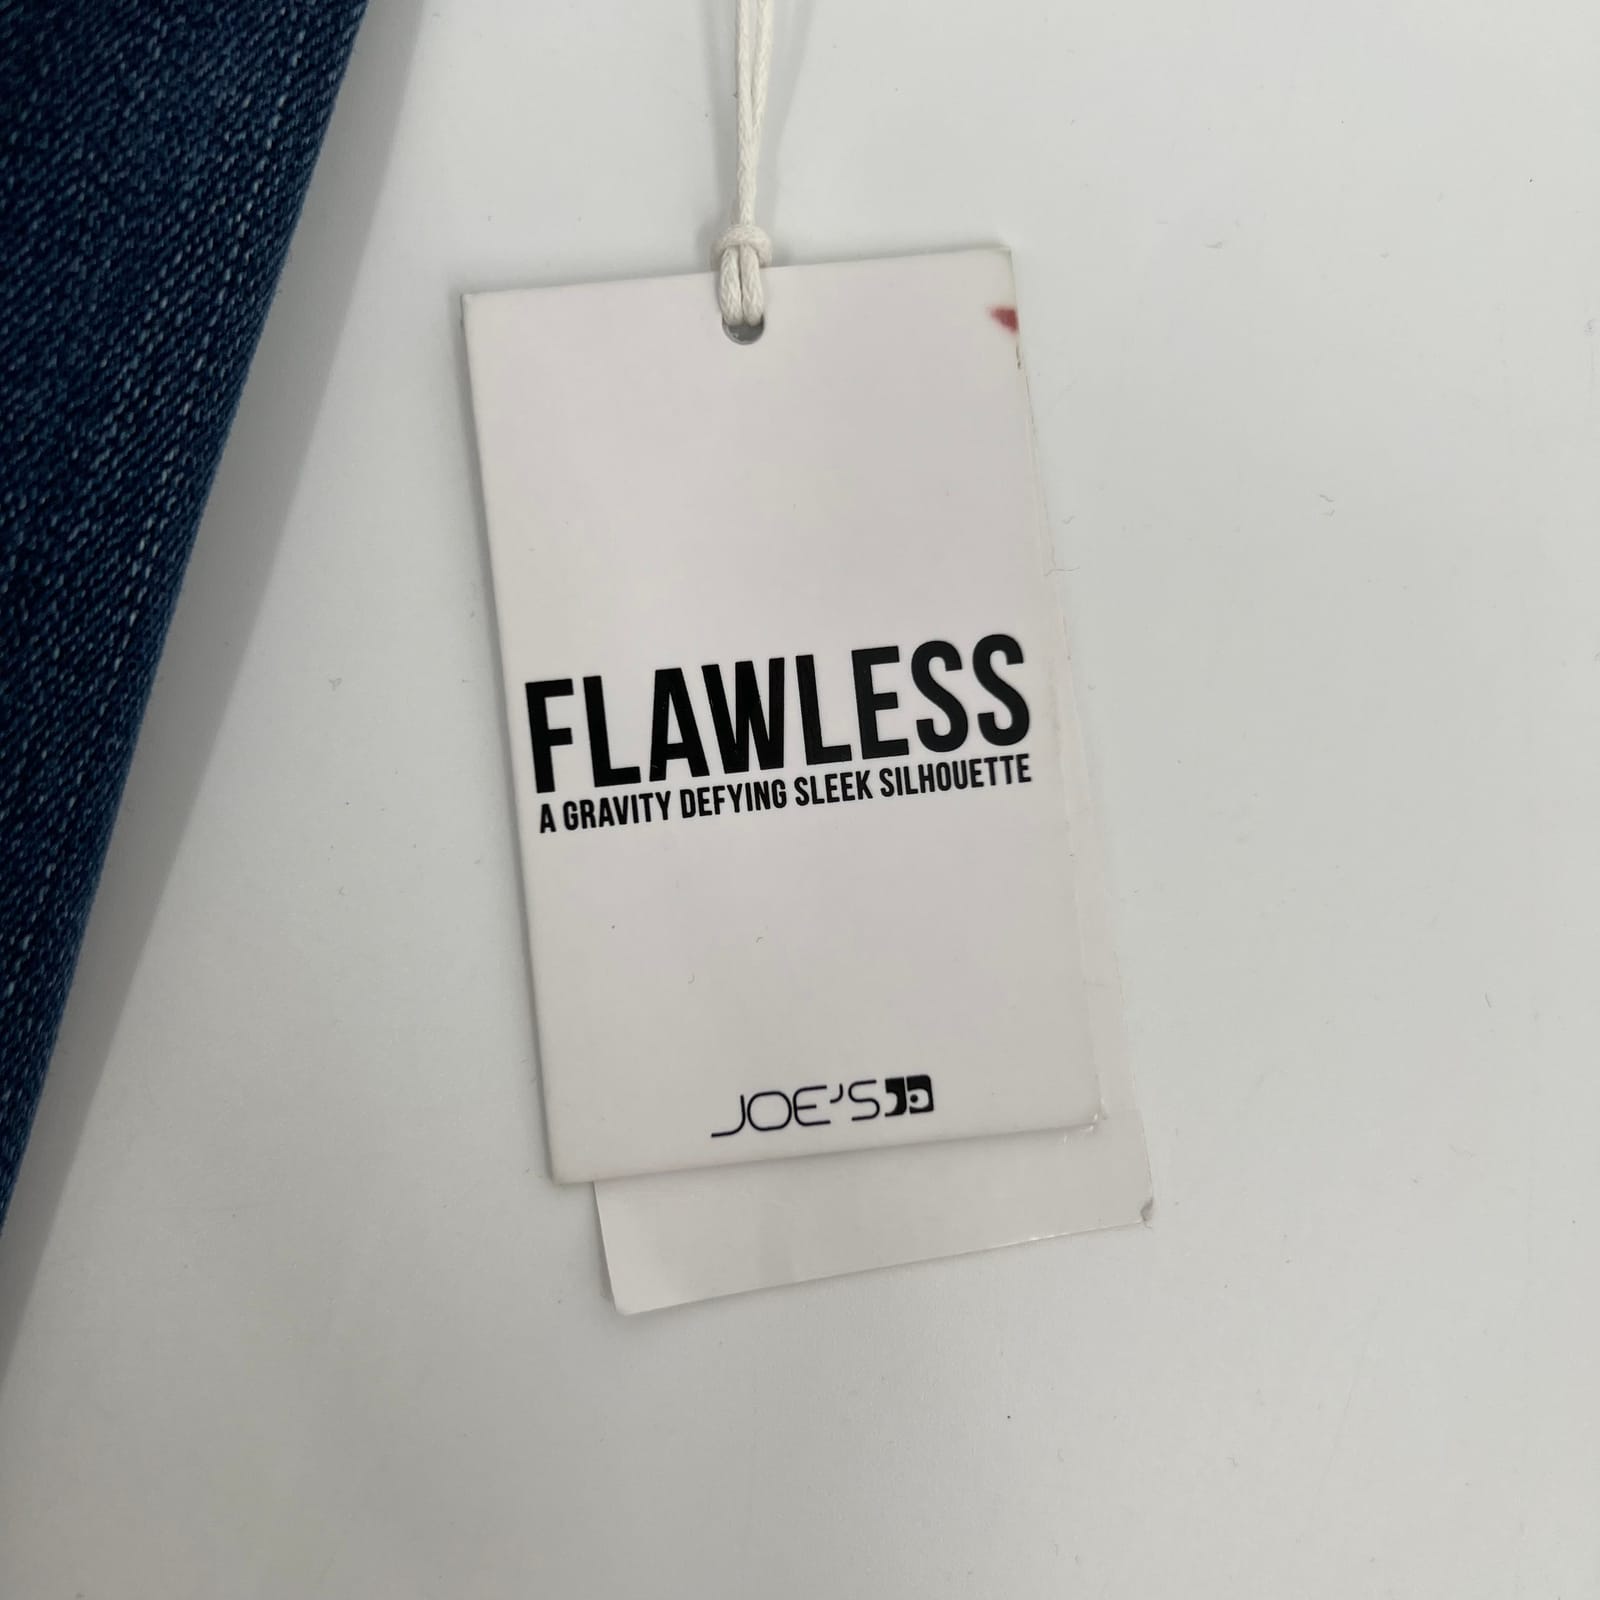 FLAWLESS
A GRAVITY DEFYING SLEEK SILHOUETTE
JOE'S